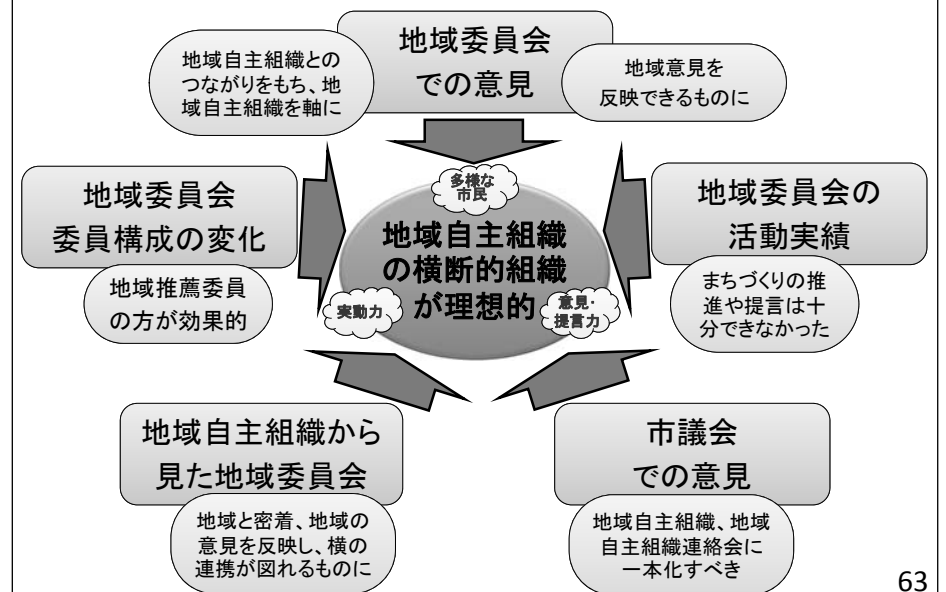 地域委員会
での意見
地域自主組織との
つながりをもち、地
域自主組織を軸に
地域意見を
反映できるものに
地域委員会
委員構成の変化
地域推薦委員
の方が効果的
多様な
市民
地域自主組織
の横断的組織
が理想的
実動力
意見・
提言力
地域委員会の
活動実績
まちづくりの推
進や提言は十
分できなかった
地域自主組織から
見た地域委員会
地域と密着、地域の
意見を反映し、横の
連携が図れるものに
市議会
での意見
地域自主組織、地域
自主組織連絡会に
一本化すべき
63